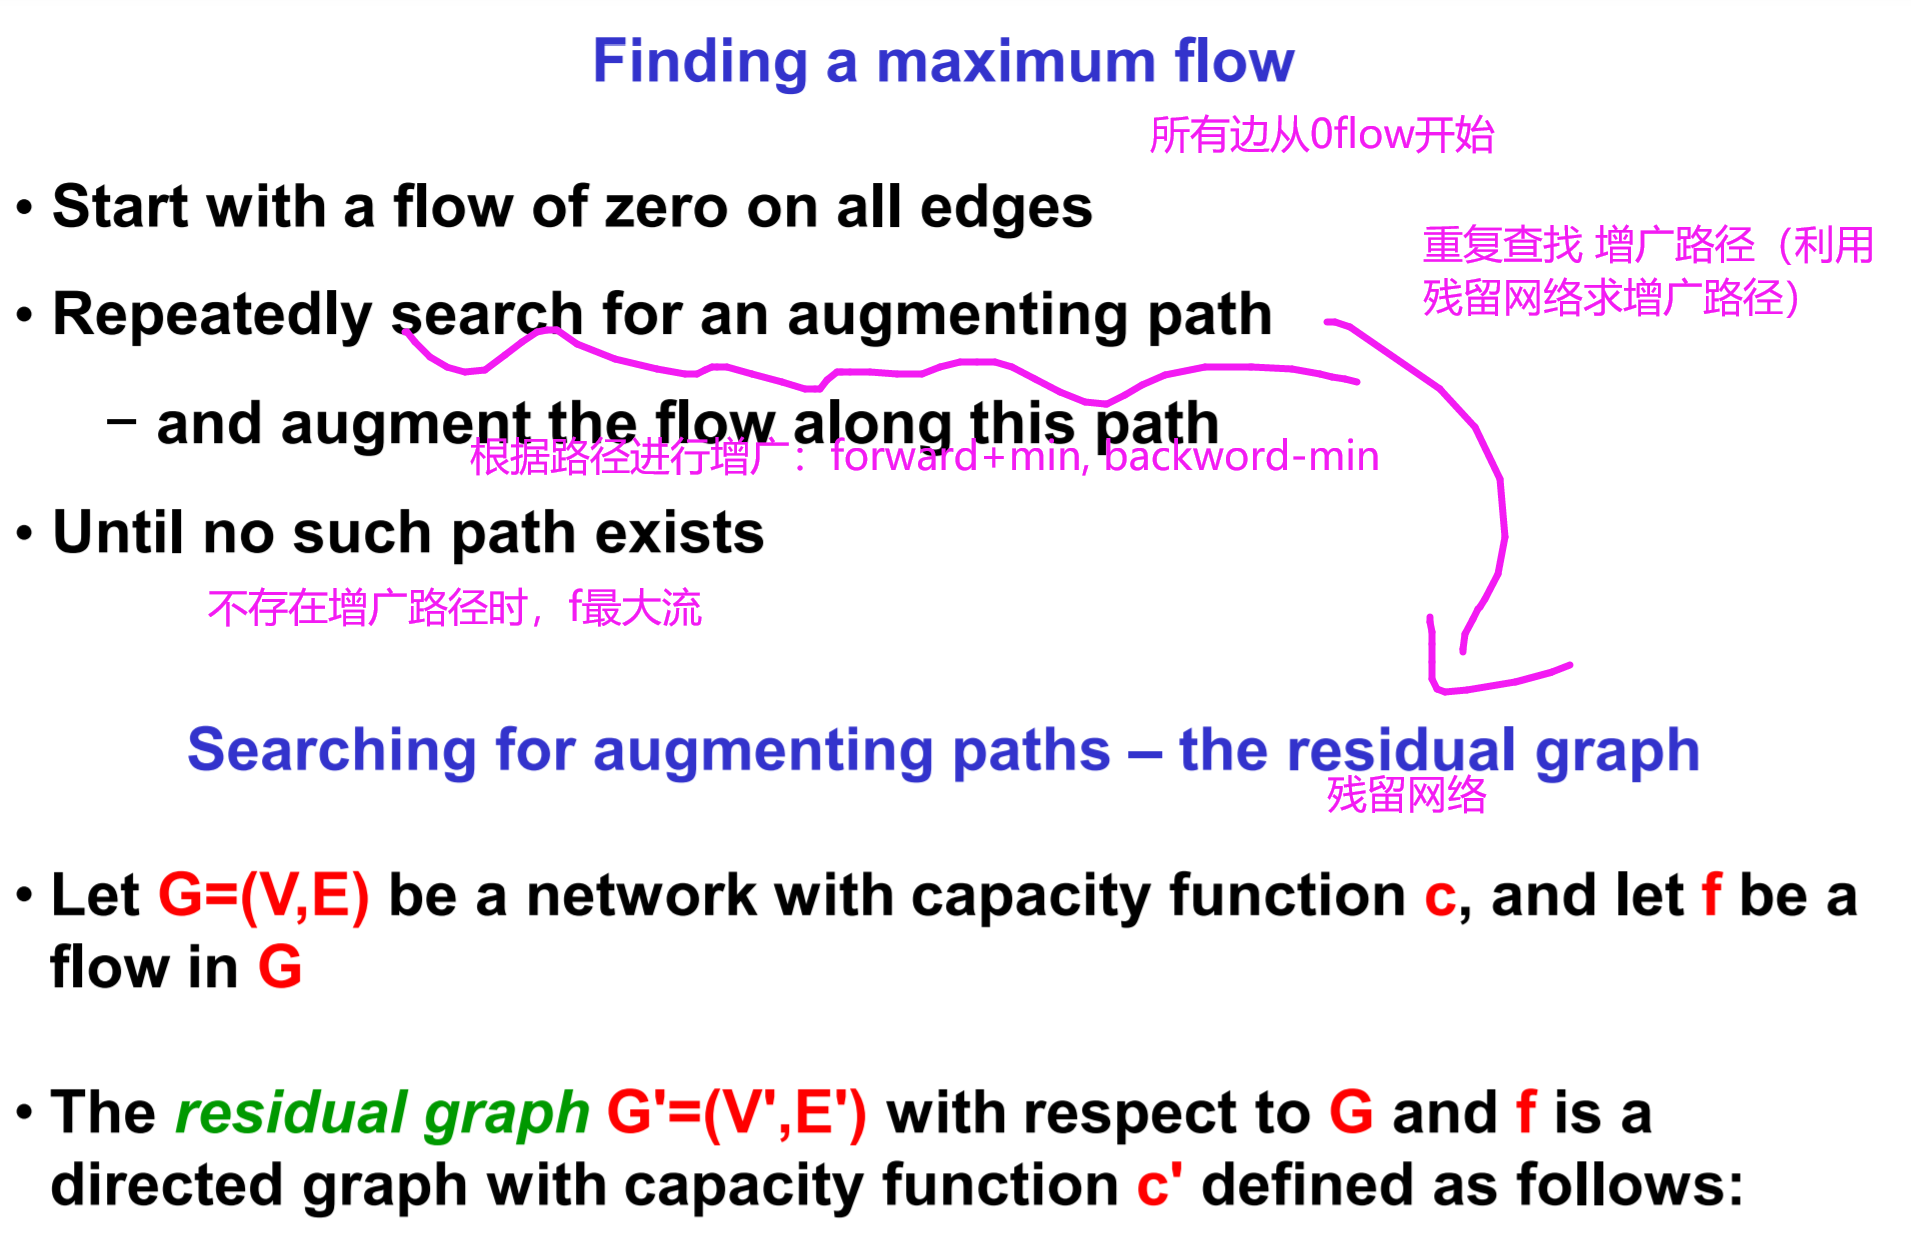 Finding a maximum flow
所有边从0flow开始
• Start with a flow of zero on all edges
重复查找 增广路径（利用
残留网络求增广路径）
• Repeatedly search for an augmenting path
– and augment the flow along this path
根据路径进行增广：forward+min, backword-min
• Until no such path exists
不存在增广路径时，f最大流
Searching for augmenting paths – the residual graph
残留网络
• Let G=(V,E) be a network with capacity function c, and let f be a
flow in G
• The residual graph G'=(V',E') with respect to G and f is a
directed graph with capacity function c' defined as follows: